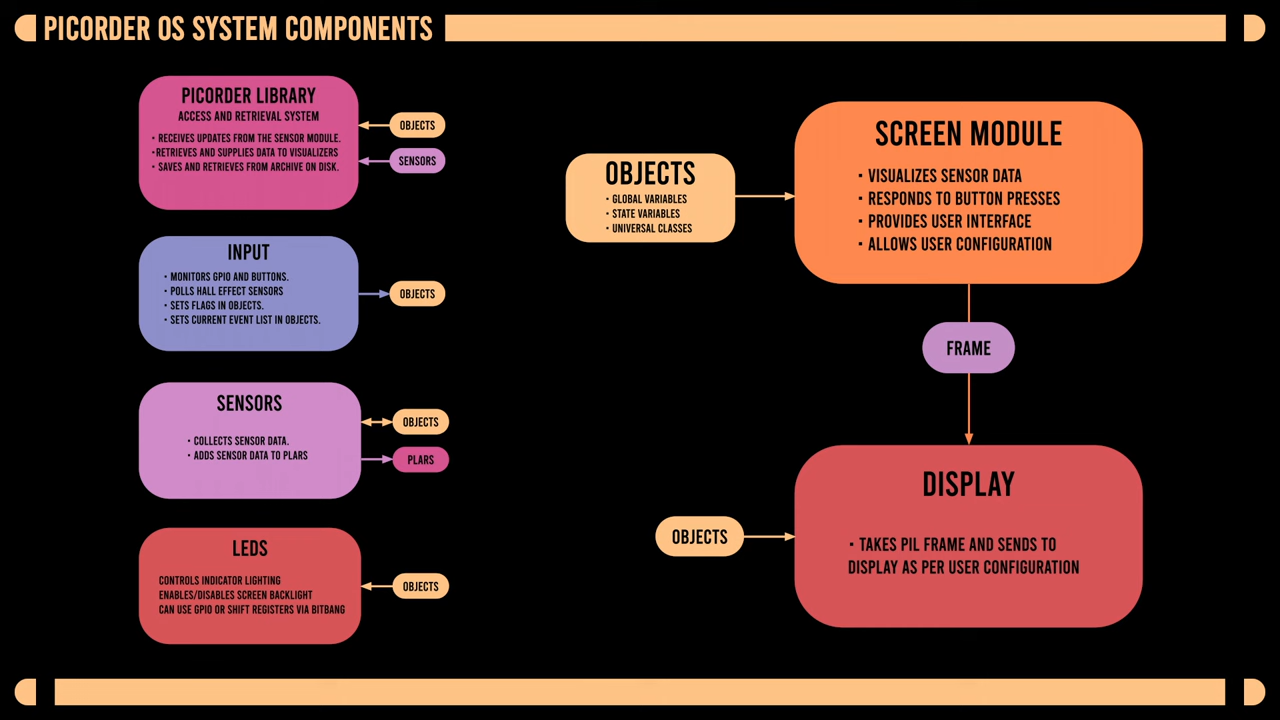 PICORDER OS SYSTEM COMPONENTS
PICORDER LIBRARY
ACCESS AND RETRIEVAL SYSTEM
• RECEIVES UPDATES FROM THE SENSOR MODULE.
•RETRIEVES AND SUPPLIES DATA TO VISUALIZERS
• SAVES AND RETRIEVES FROM ARCHIVE ON DISK.
OBJECTS
SENSORS
INPUT
• MONITORS GPIO AND BUTTONS.
• POLLS HALL EFFECT SENSORS
• SETS FLAGS IN OBJECTS.
• SETS CURRENT EVENT LIST IN OBJECTS.
OBJECTS
SENSORS
• COLLECTS SENSOR DATA.
• ADDS SENSOR DATA TO PLARS
OBJECTS
PLARS
LEDS
CONTROLS INDICATOR LIGHTING
ENABLES/DISABLES SCREEN BACKLIGHT
CAN USE GPIO OR SHIFT REGISTERS VIA BITBANG
OBJECTS
OBJECTS
• GLOBAL VARIABLES
• STATE VARIABLES
• UNIVERSAL CLASSES
SCREEN MODULE
• VISUALIZES SENSOR DATA
• RESPONDS TO BUTTON PRESSES
• PROVIDES USER INTERFACE
• ALLOWS USER CONFIGURATION
FRAME
OBJECTS
DISPLAY
• TAKES PIL FRAME AND SENDS TO
DISPLAY AS PER USER CONFIGURATION